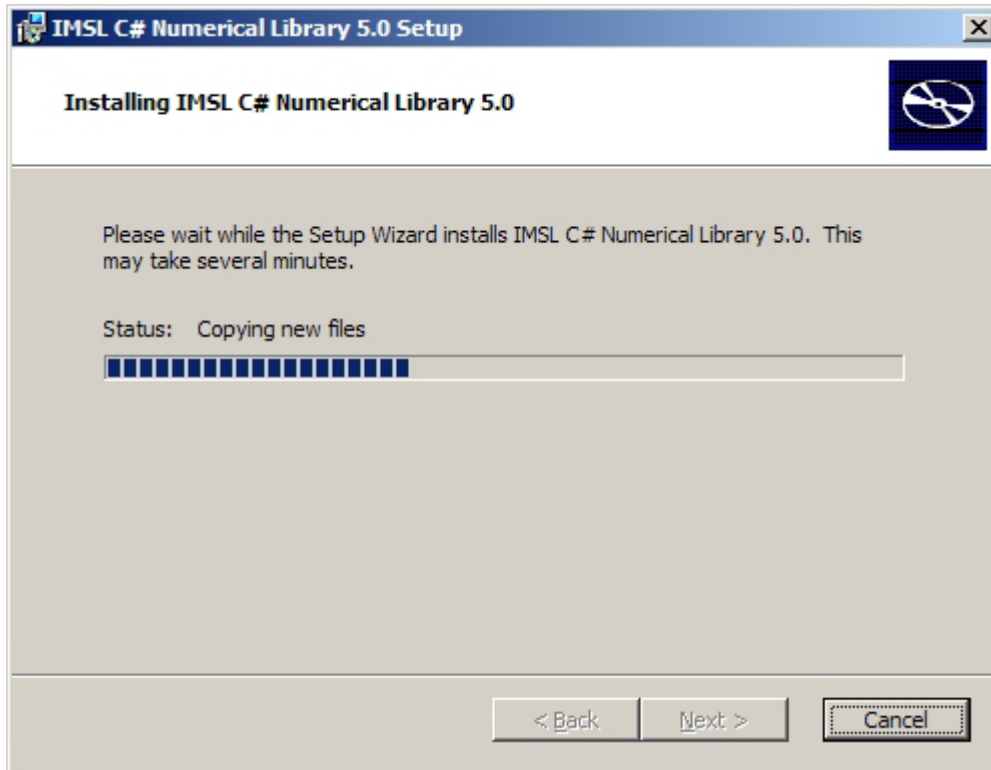 IMSL C# Numerical Library 5.0 Setup
Installing IMSL C# Numerical Library 5.0
Please wait while the Setup Wizard installs IMSL C# Numerical Library 5.0. This
may take several minutes.
Status: Copying new files
< Back Next > Cancel